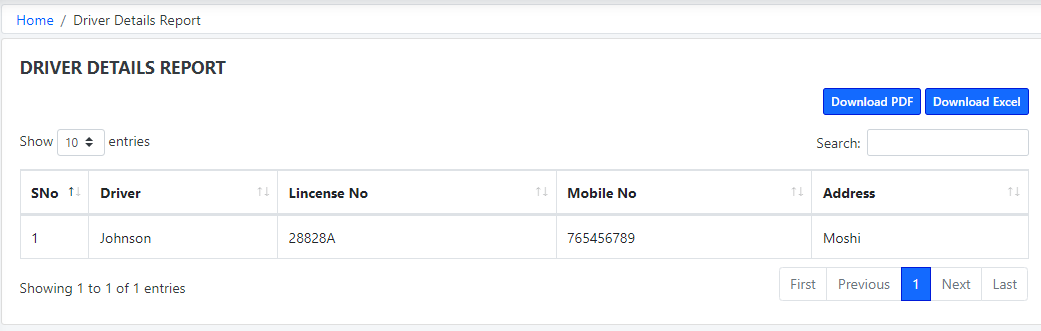 Home / Driver Details Report
DRIVER DETAILS REPORT
Download PDF Download Excel
Show 10 entries Search:
SNo Driver Lincense No Mobile No Address
1 Johnson 28828A 765456789 Moshi
Showing 1 to 1 of 1 entries First Previous 1 Next Last